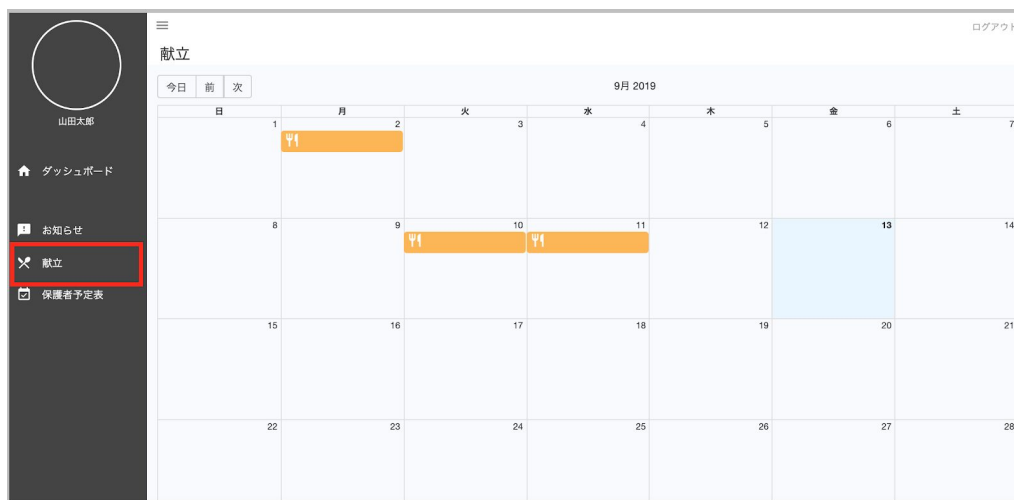 ログアウト
献立
今日 前 次
9月 2019
日 月 火 水 木 金 土
1 2 3 4 5 6 7
8 9 10 11 12 13 14
15 16 17 18 19 20 21
22 23 24 25 26 27 28
山田太郎
ダッシュボード
お知らせ
献立
保護者予定表